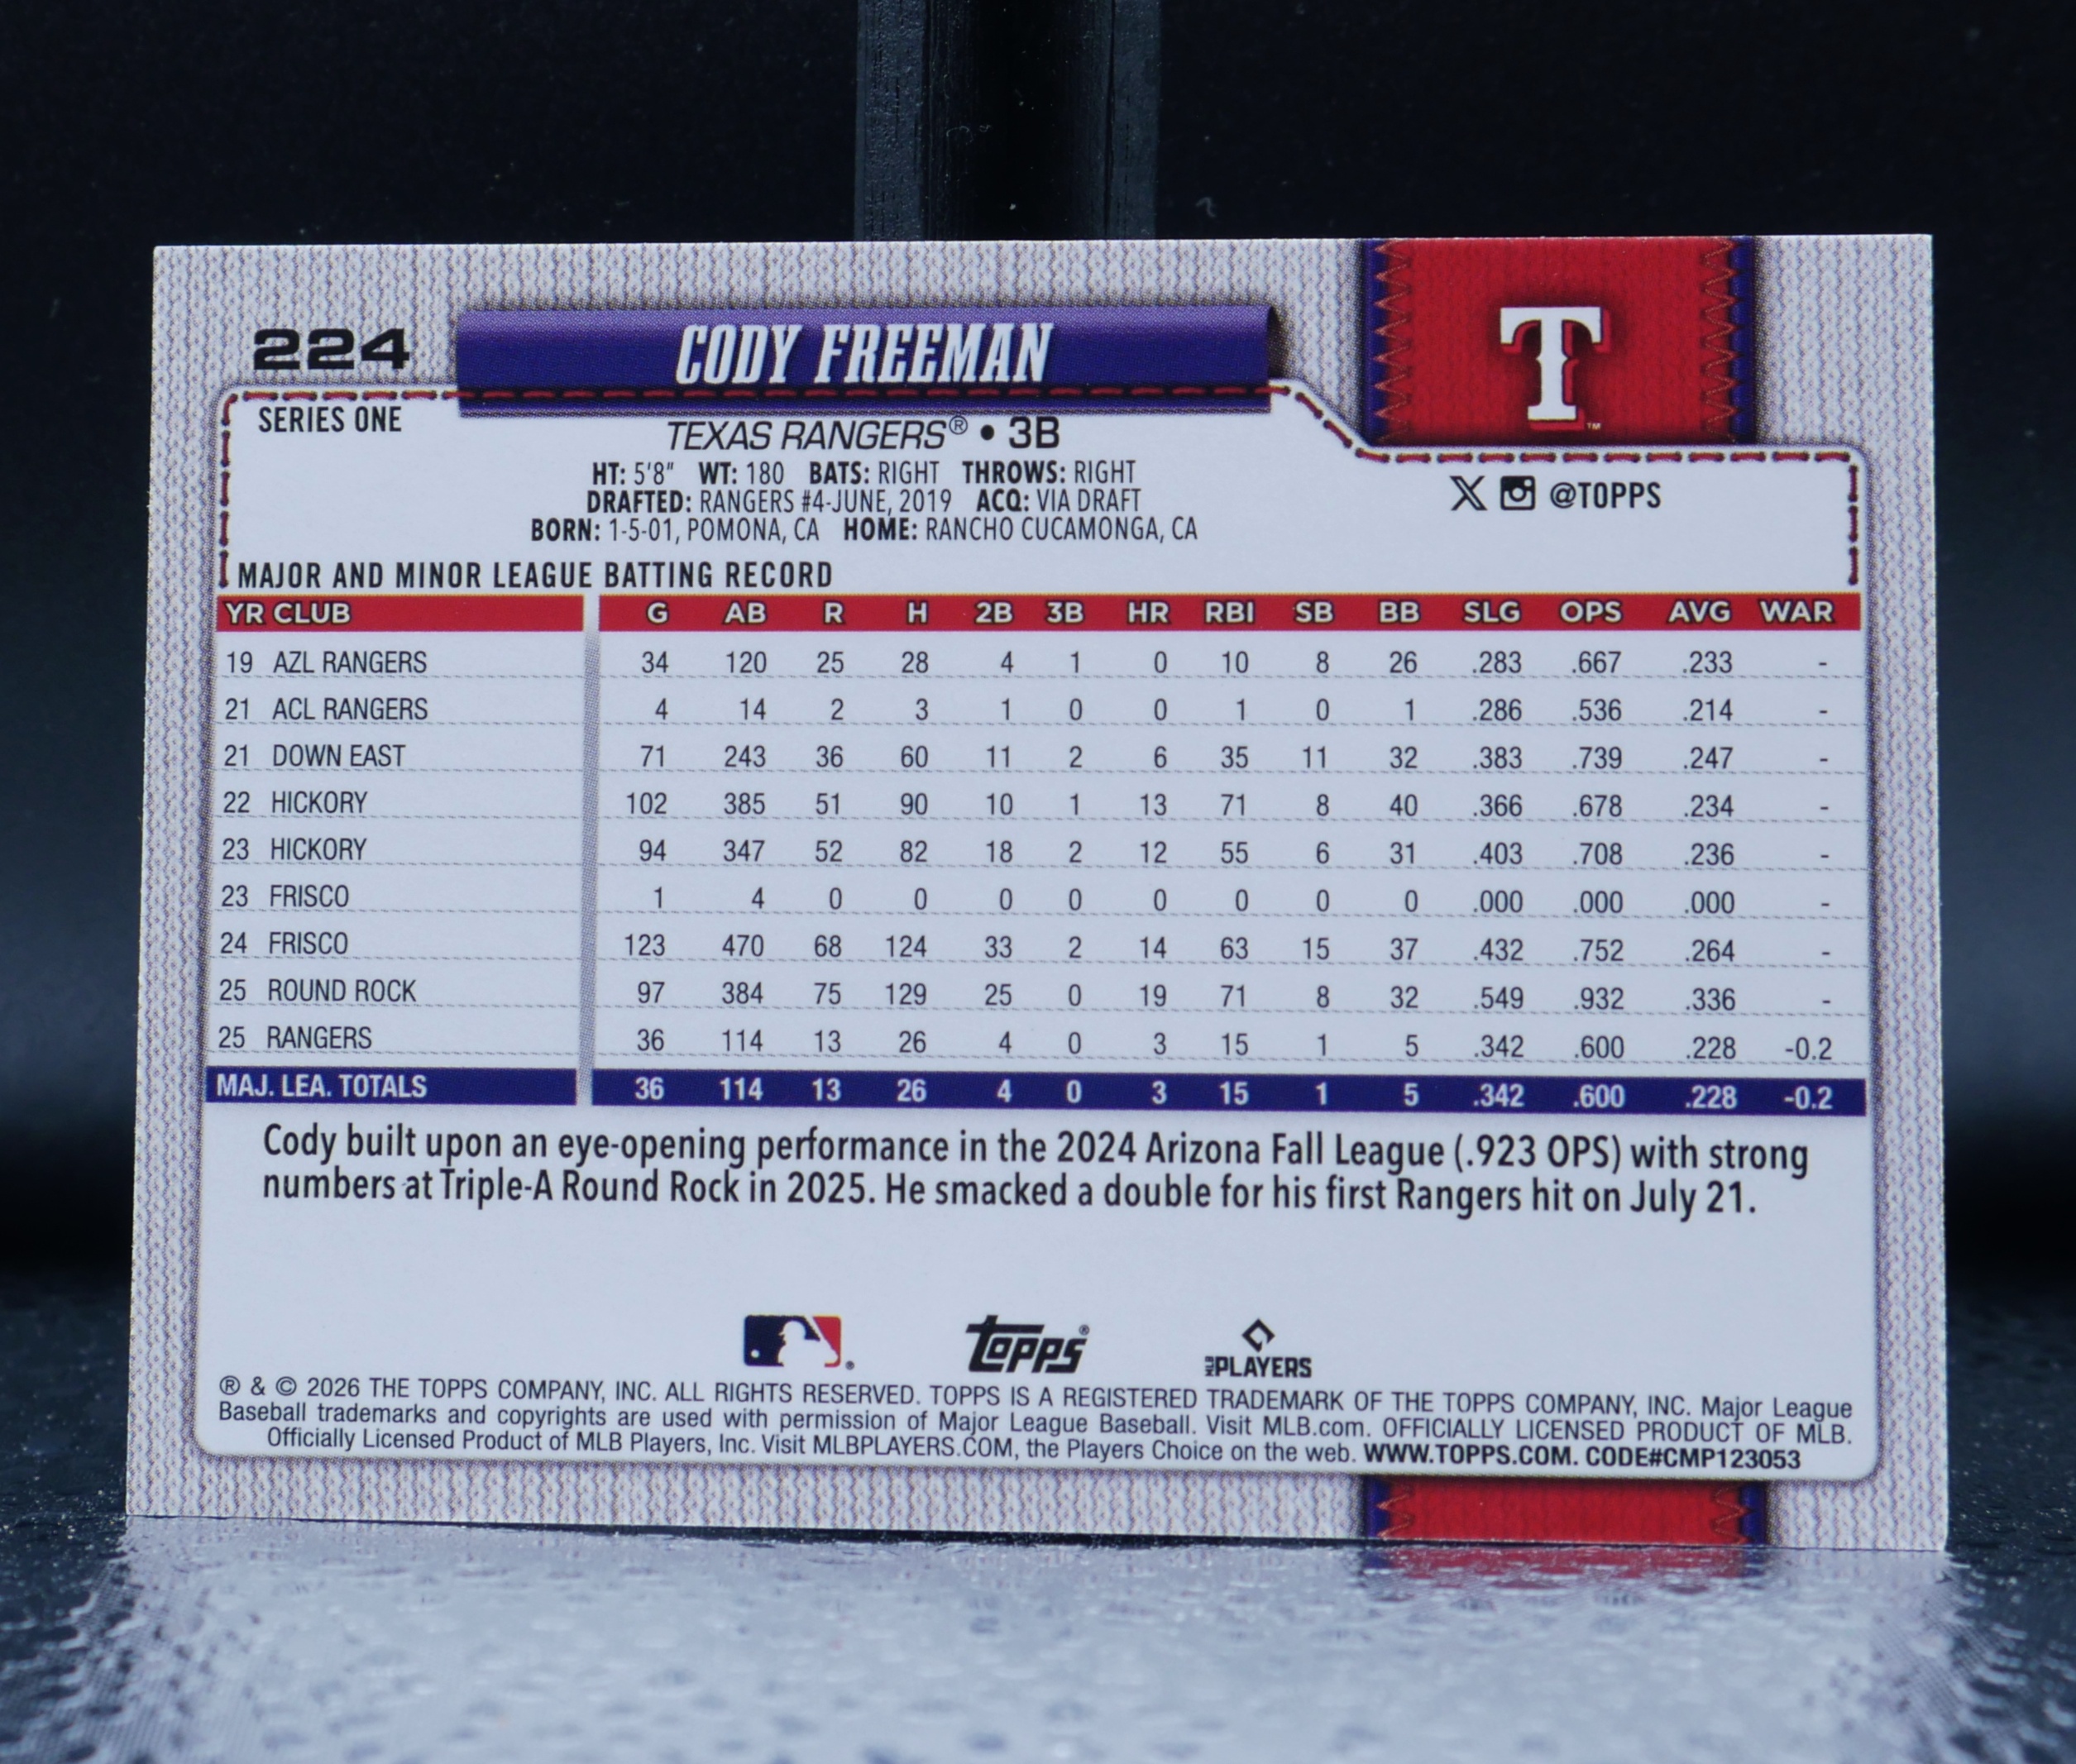 224
CODY FREEMAN
T
TM
SERIES ONE
TEXAS RANGERS® • 3B
HT: 5'8" WT: 180 BATS: RIGHT THROWS: RIGHT
DRAFTED: RANGERS #4-JUNE, 2019 ACQ: VIA DRAFT
BORN: 1-5-01, POMONA, CA HOME: RANCHO CUCAMONGA, CA
X @TOPPS
MAJOR AND MINOR LEAGUE BATTING RECORD
YR CLUB G AB R H 2B 3B HR RBI SB BB SLG OPS AVG WAR
19 AZL RANGERS 34 120 25 28 4 1 0 10 8 26 .283 .667 .233 -
21 ACL RANGERS 4 14 2 3 1 0 0 1 0 1 .286 .536 .214 -
21 DOWN EAST 71 243 36 60 11 2 6 35 11 32 .383 .739 .247 -
22 HICKORY 102 385 51 90 10 1 13 71 8 40 .366 .678 .234 -
23 HICKORY 94 347 52 82 18 2 12 55 6 31 .403 .708 .236 -
23 FRISCO 1 4 0 0 0 0 0 0 0 0 .000 .000 .000 -
24 FRISCO 123 470 68 124 33 2 14 63 15 37 .432 .752 .264 -
25 ROUND ROCK 97 384 75 129 25 0 19 71 8 32 .549 .932 .336 -
25 RANGERS 36 114 13 26 4 0 3 15 1 5 .342 .600 .228 -0.2
MAJ. LEA. TOTALS 36 114 13 26 4 0 3 15 1 5 .342 .600 .228 -0.2
Cody built upon an eye-opening performance in the 2024 Arizona Fall League (.923 OPS) with strong
numbers at Triple-A Round Rock in 2025. He smacked a double for his first Rangers hit on July 21.
topps®
MLB PLAYERS
® & © 2026 THE TOPPS COMPANY, INC. ALL RIGHTS RESERVED. TOPPS IS A REGISTERED TRADEMARK OF THE TOPPS COMPANY, INC. Major League
Baseball trademarks and copyrights are used with permission of Major League Baseball. Visit MLB.com. OFFICIALLY LICENSED PRODUCT OF MLB.
Officially Licensed Product of MLB Players, Inc. Visit MLBPLAYERS.COM, the Players Choice on the web. WWW.TOPPS.COM. CODE#CMP123053